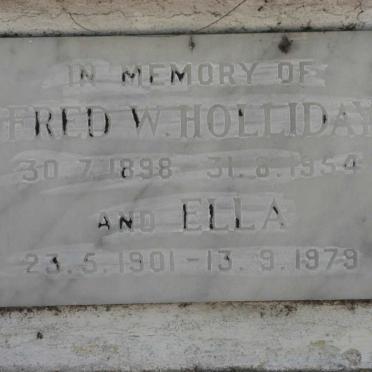 IN MEMORY OF
FRED W. HOLLIDAY
30.7.1898 - 31.8.1954
AND ELLA
23.5.1901 - 13.9.1979